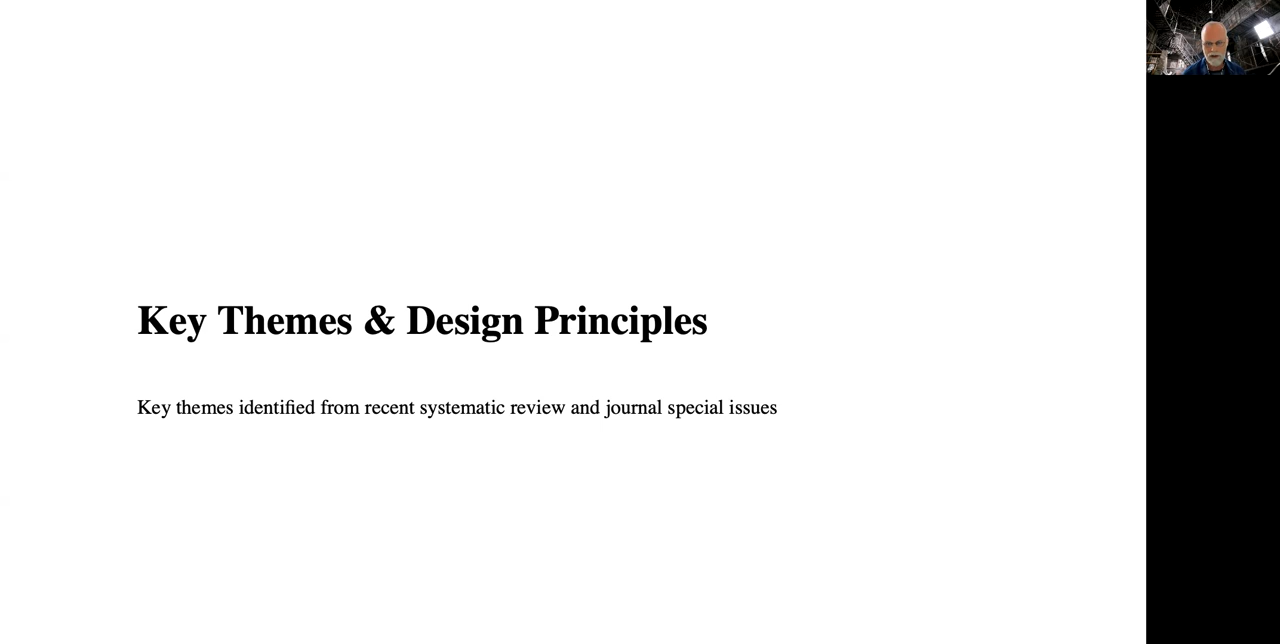 Key Themes & Design Principles
Key themes identified from recent systematic review and journal special issues